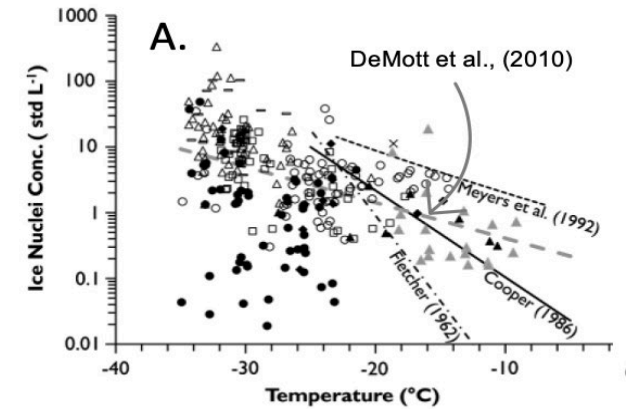 A.
DeMott et al., (2010)
1000
100
10
1
0.1
0.01
Ice Nuclei Conc. ( std L⁻¹)
Meyers et al. (1992)
Fletcher (1962)
Cooper (1986)
-40
-30
-20
-10
Temperature (°C)